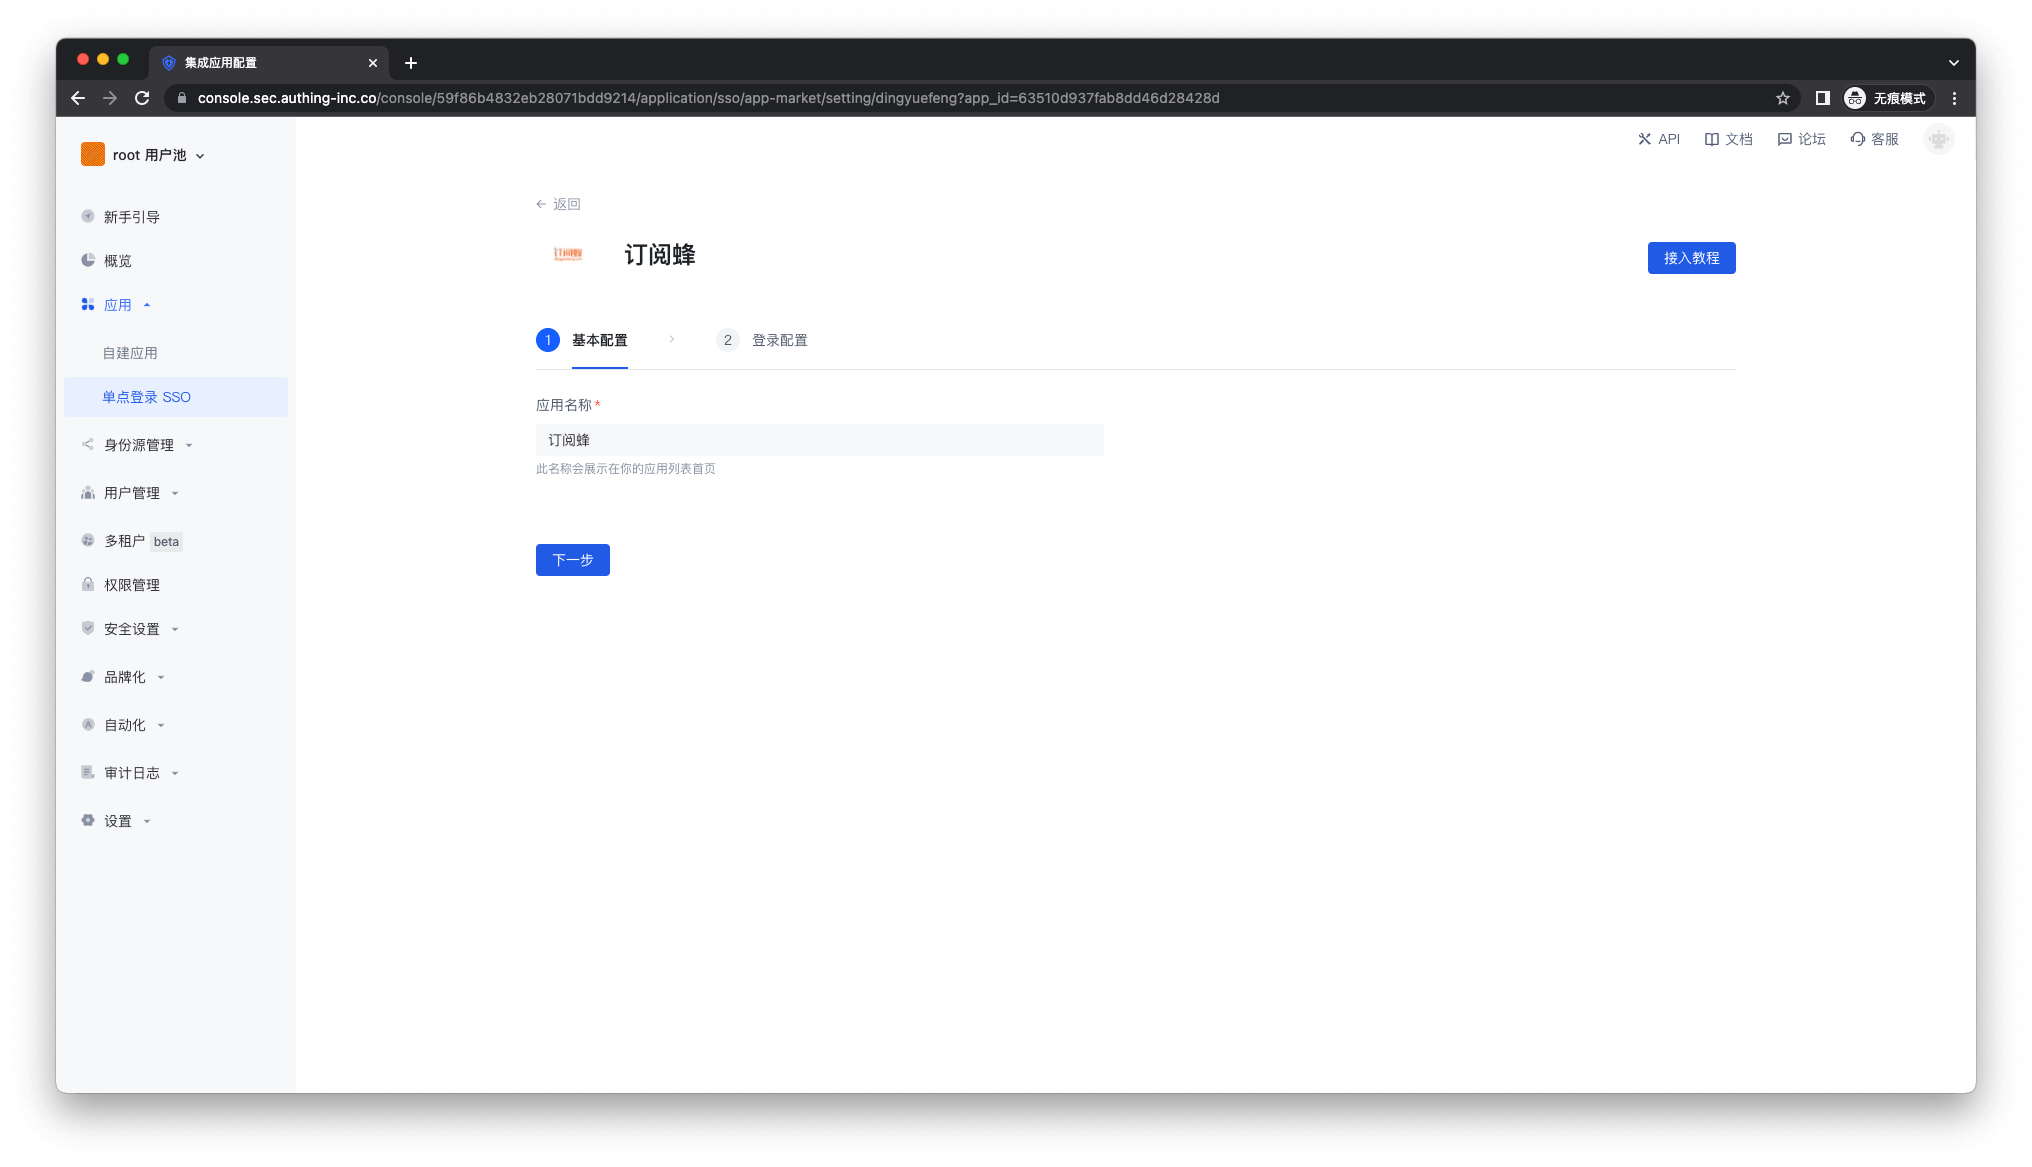 集成应用配置
console.sec.authing-inc.co/console/59f86b4832eb28071bdd9214/application/sso/app-market/setting/dingyuefeng?app_id=63510d937fab8dd46d28428d
无痕模式
root 用户池
API 文档 论坛 客服
新手引导
概览
应用
自建应用
单点登录 SSO
身份源管理
用户管理
多租户 beta
权限管理
安全设置
品牌化
自动化
审计日志
设置
返回
订阅蜂
订阅蜂
接入教程
1 基本配置
2 登录配置
应用名称*
订阅蜂
此名称会展示在你的应用列表首页
下一步